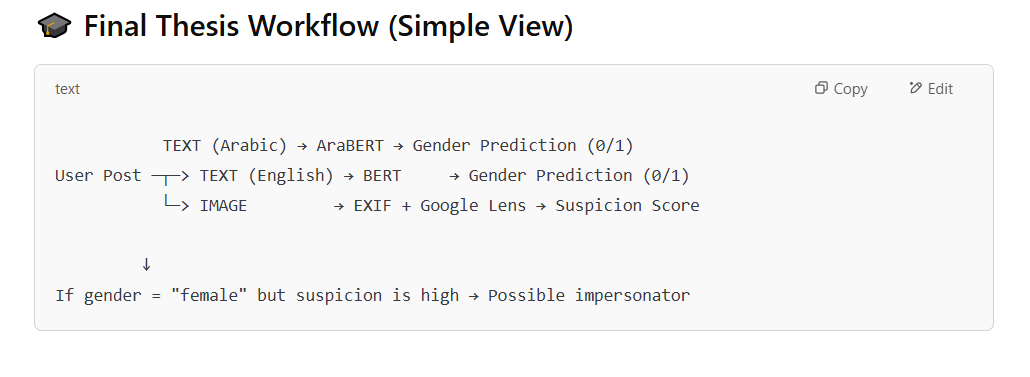 🎓 Final Thesis Workflow (Simple View)
text Copy Edit
TEXT (Arabic) → AraBERT → Gender Prediction (0/1)
User Post ─┬─> TEXT (English) → BERT → Gender Prediction (0/1)
└─> IMAGE → EXIF + Google Lens → Suspicion Score
↓
If gender = "female" but suspicion is high → Possible impersonator